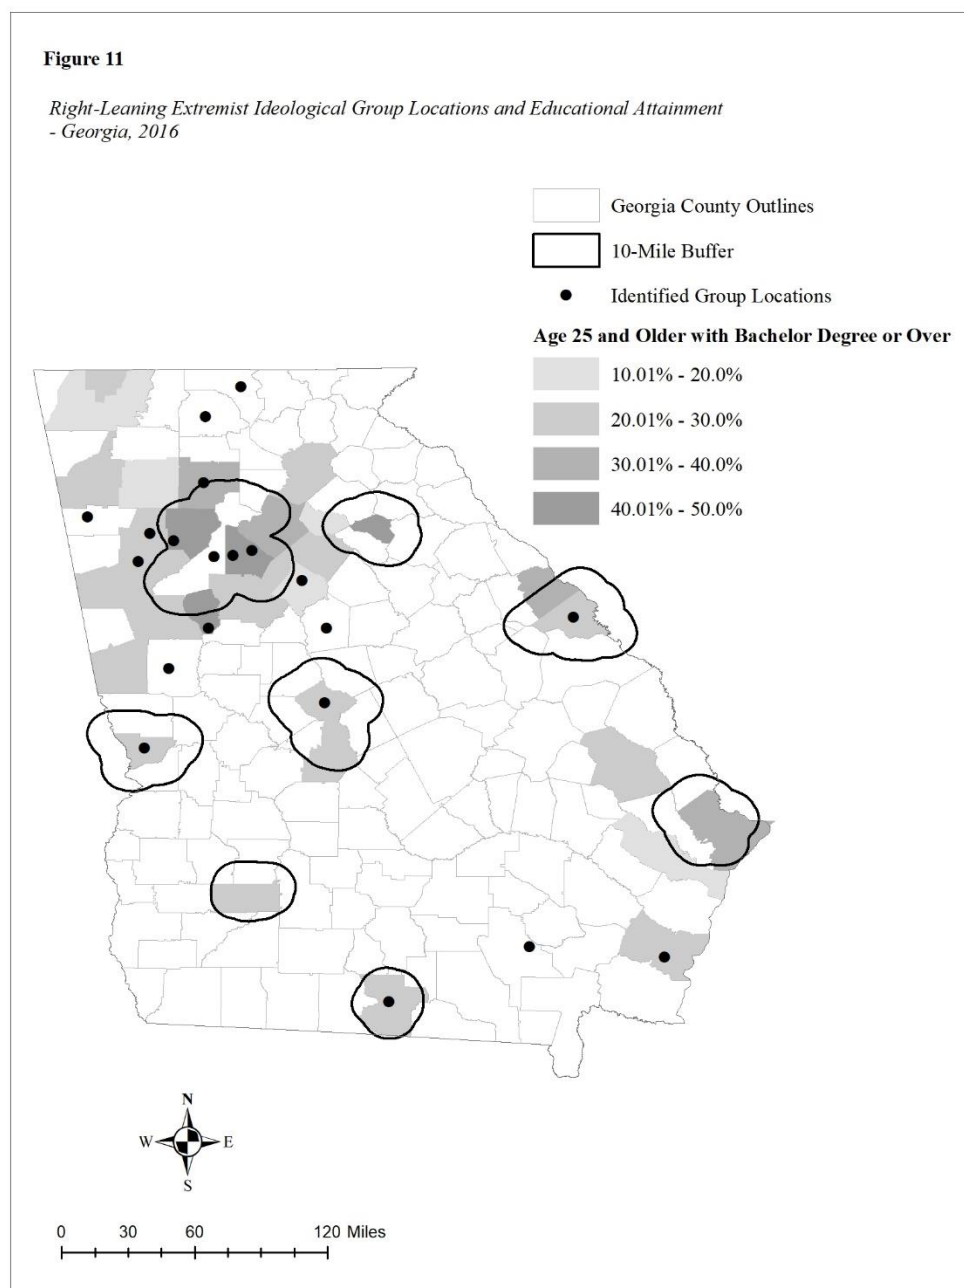 Figure 11
Right-Leaning Extremist Ideological Group Locations and Educational Attainment
- Georgia, 2016
Georgia County Outlines
10-Mile Buffer
Identified Group Locations
Age 25 and Older with Bachelor Degree or Over
10.01% - 20.0%
20.01% - 30.0%
30.01% - 40.0%
40.01% - 50.0%
N
W E
S
0 30 60 120 Miles